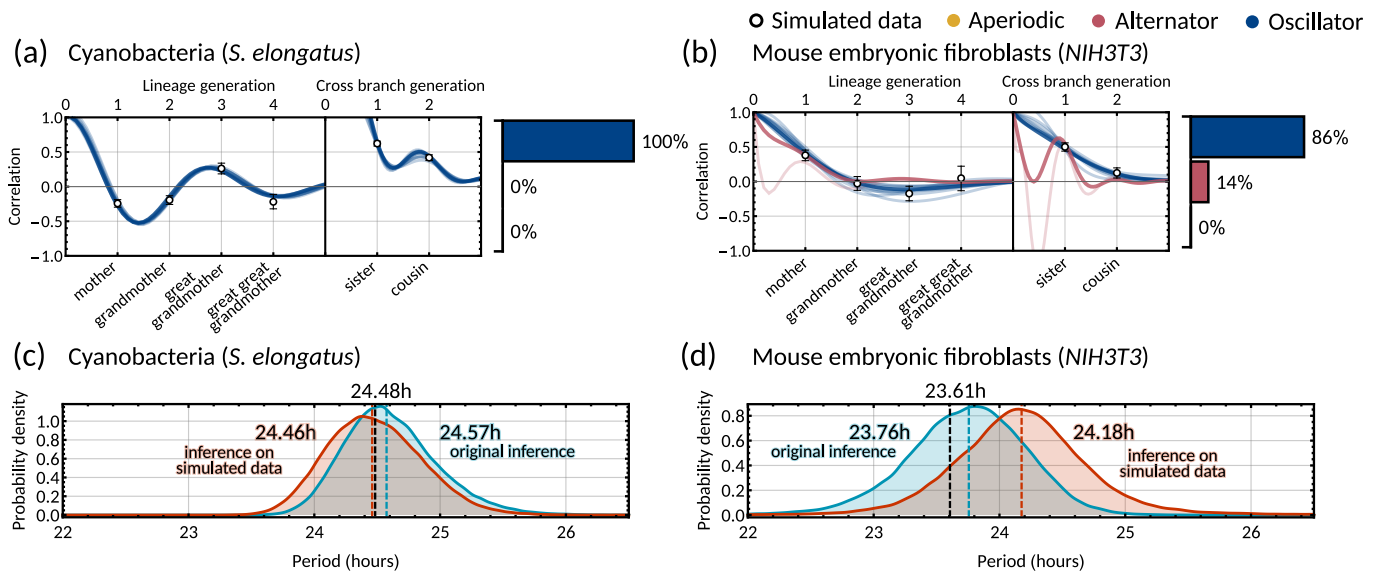 Simulated data Aperiodic Alternator Oscillator
(a) Cyanobacteria (S. elongatus)
Lineage generation Cross branch generation
0 1 2 3 4 0 1 2
Correlation
1.0
0.5
0.0
−0.5
−1.0
mother
grandmother
great
grandmother
great great
grandmother
sister
cousin
100%
0%
0%
(b) Mouse embryonic fibroblasts (NIH3T3)
Lineage generation Cross branch generation
0 1 2 3 4 0 1 2
Correlation
1.0
0.5
0.0
−0.5
−1.0
mother
grandmother
great
grandmother
great great
grandmother
sister
cousin
86%
14%
0%
(c) Cyanobacteria (S. elongatus)
24.48h
Probability density
1.0
0.8
0.6
0.4
0.2
0.0
24.46h
inference on
simulated data
24.57h
original inference
22 23 24 25 26
Period (hours)
(d) Mouse embryonic fibroblasts (NIH3T3)
23.61h
Probability density
0.8
0.6
0.4
0.2
0.0
23.76h
original inference
24.18h
inference on
simulated data
22 23 24 25 26
Period (hours)